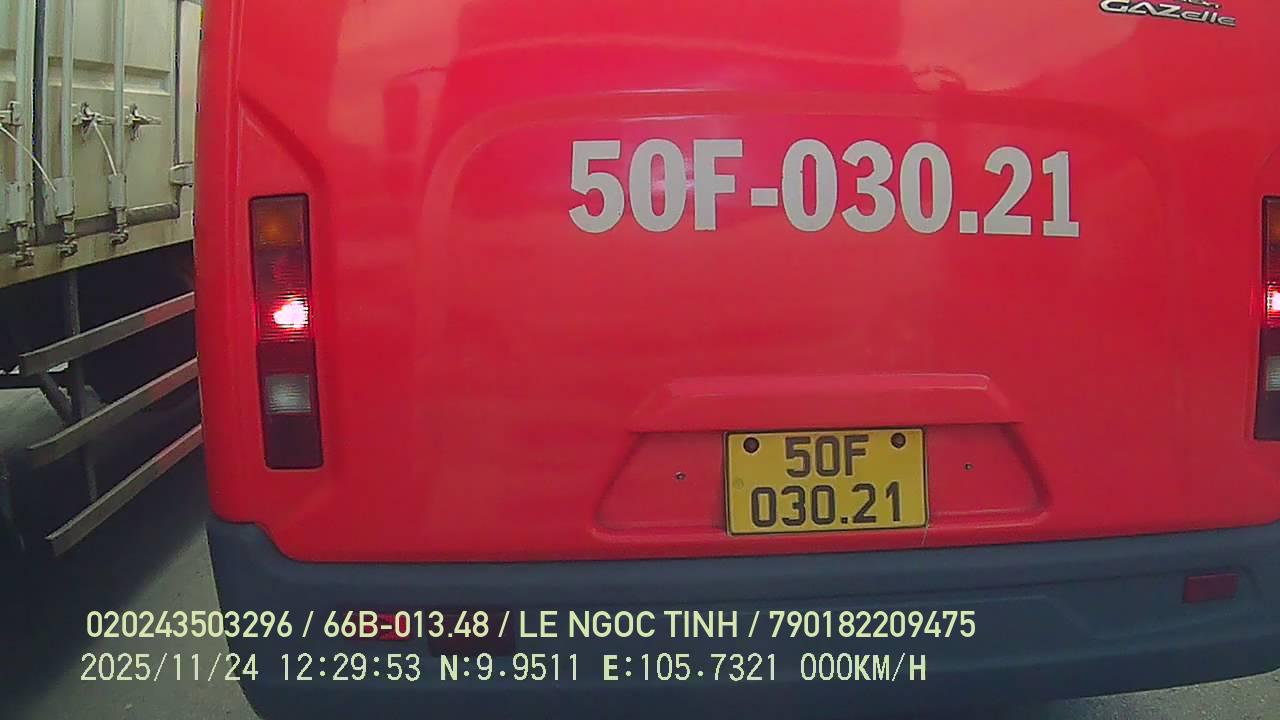 GAZelle
50F-030.21
50F
030.21
020243503296 / 66B-013.48 / LE NGOC TINH / 790182209475
2025/11/24 12:29:53 N:9.9511 E:105.7321 000KM/H